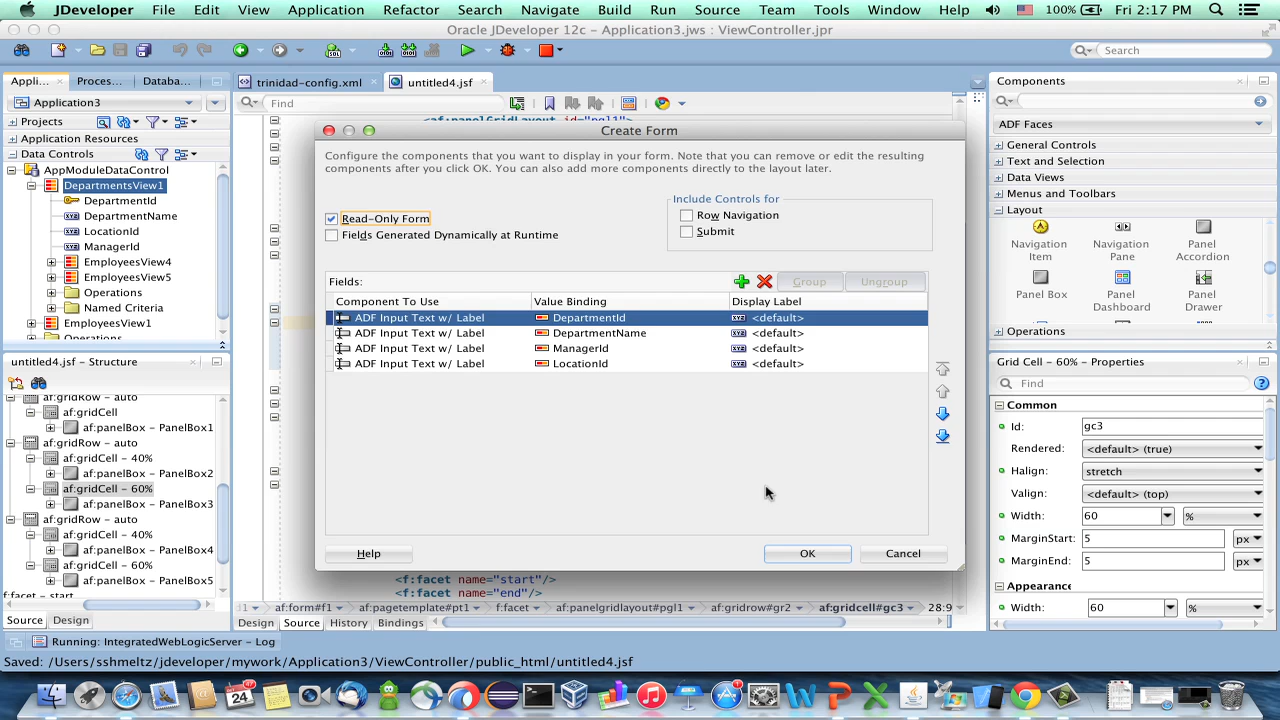 JDeveloper File Edit View Application Refactor Search Navigate Build Run Source Team Tools Window Help 100% Fri 2:17 PM
Oracle JDeveloper 12c - Application3.jws : ViewController.jpr
Search
Appli... Proces... Databa...
trinidad-config.xml untitled4.jsf
Components
Application3
Find
Projects
Application Resources
Data Controls
AppModuleDataControl
DepartmentsView1
DepartmentId
DepartmentName
LocationId
ManagerId
EmployeesView4
EmployeesView5
Operations
Named Criteria
EmployeesView1
Operations
<af:panelGridLayout id="pgl1">
Create Form
Configure the components that you want to display in your form. Note that you can remove or edit the resulting
components after you click OK. You can also add more components directly to the layout later.
Read-Only Form
Fields Generated Dynamically at Runtime
Include Controls for
Row Navigation
Submit
Fields:
Group Ungroup
Component To Use Value Binding Display Label
ADF Input Text w/ Label DepartmentId <default>
ADF Input Text w/ Label DepartmentName <default>
ADF Input Text w/ Label ManagerId <default>
ADF Input Text w/ Label LocationId <default>
Help OK Cancel
ADF Faces
General Controls
Text and Selection
Data Views
Menus and Toolbars
Layout
Navigation Item
Navigation Pane
Panel Accordion
Panel Box
Panel Dashboard
Panel Drawer
Operations
untitled4.jsf - Structure
af:gridRow - auto
af:gridCell
af:panelBox - PanelBox1
af:gridRow - auto
af:gridCell - 40%
af:panelBox - PanelBox2
af:gridCell - 60%
af:panelBox - PanelBox3
af:gridRow - auto
af:gridCell - 40%
af:panelBox - PanelBox4
af:gridCell - 60%
af:panelBox - PanelBox5
f:facet - start
Source Design
Grid Cell - 60% - Properties
Find
Common
Id: gc3
Rendered: <default> (true)
Halign: stretch
Valign: <default> (top)
Width: 60 %
MarginStart: 5 px
MarginEnd: 5 px
Appearance
Width: 60 %
<f:facet name="start"/>
<f:facet name="end"/>
l1 af:form#f1 af:pagetemplate#pt1 f:facet af:panelgridlayout#pgl1 af:gridrow#gr2 af:gridcell#gc3 28:9
Design Source History Bindings
Running: IntegratedWebLogicServer - Log
Saved: /Users/sshmeltz/jdeveloper/mywork/Application3/ViewController/public_html/untitled4.jsf